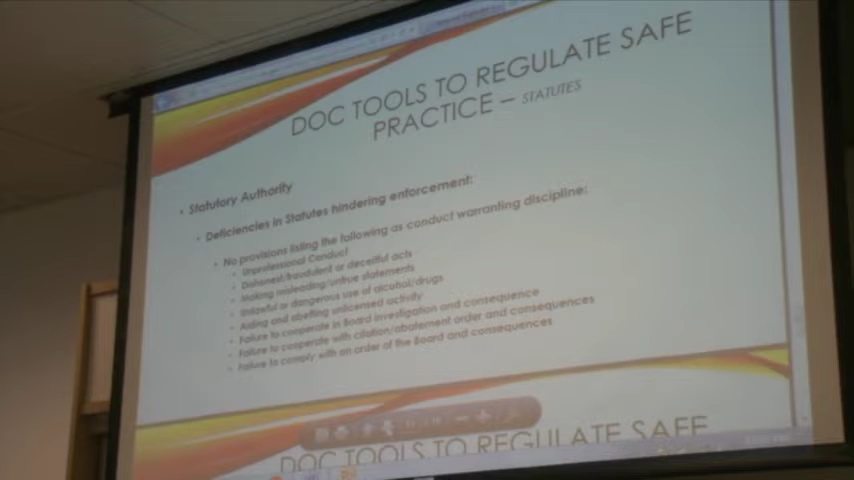 DOC TOOLS TO REGULATE SAFE
PRACTICE – STATUTES
• Statutory Authority
• Deficiencies in Statutes hindering enforcement:
• No provisions listing the following as conduct warranting discipline:
• Unprofessional Conduct
• Dishonest/fraudulent or deceitful acts
• Making misleading/untrue statements
• Unlawful or dangerous use of alcohol/drugs
• Aiding and abetting unlicensed activity
• Failure to cooperate in Board investigation and consequence
• Failure to cooperate with citation/abatement order and consequences
• Failure to comply with an order of the Board and consequences
DOC TOOLS TO REGULATE SAFE